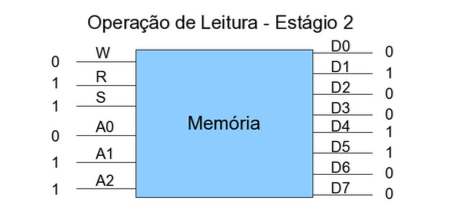 Operação de Leitura - Estágio 2
0 W D0 0
1 R D1 1
1 S D2 0
D3 0
0 A0 Memória D4 1
1 A1 D5 1
D6 0
1 A2 D7 0